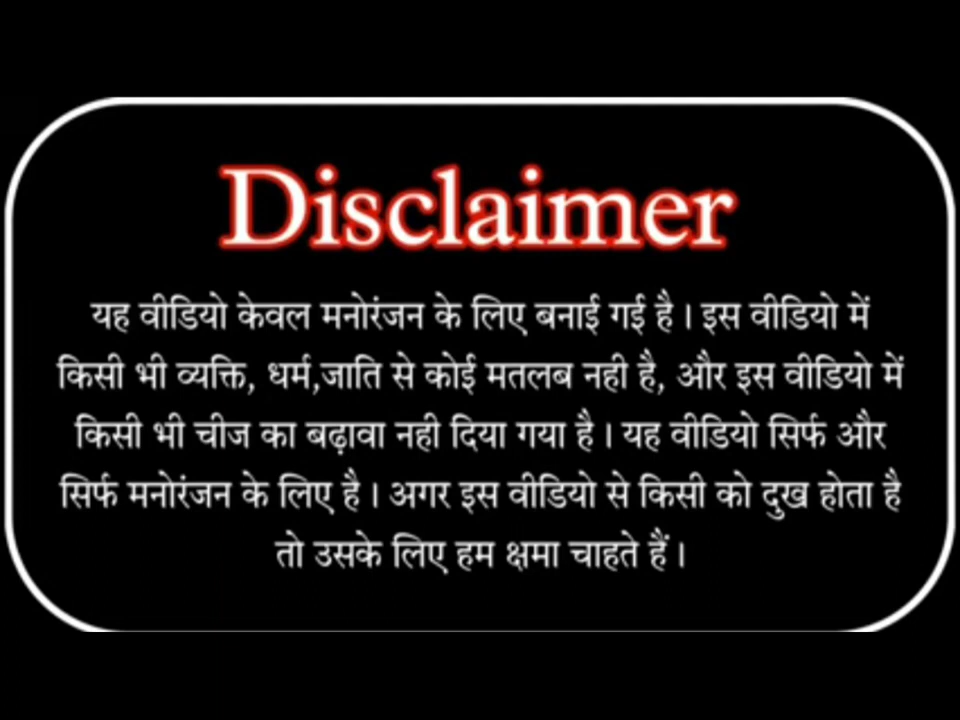 Disclaimer
यह वीडियो केवल मनोरंजन के लिए बनाई गई है। इस वीडियो में
किसी भी व्यक्ति, धर्म,जाति से कोई मतलब नही है, और इस वीडियो में
किसी भी चीज का बढ़ावा नही दिया गया है। यह वीडियो सिर्फ और
सिर्फ मनोरंजन के लिए है। अगर इस वीडियो से किसी को दुख होता है
तो उसके लिए हम क्षमा चाहते हैं।